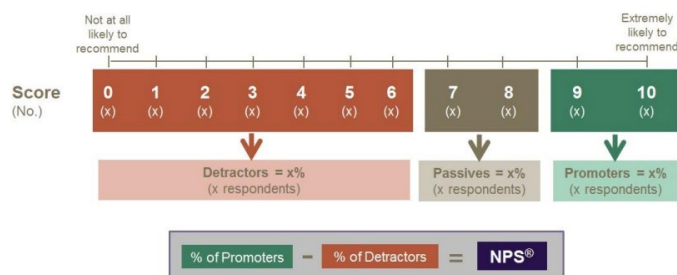 Not at all
likely to
recommend
Extremely
likely to
recommend
Score
(No.)
0 1 2 3 4 5 6 7 8 9 10
(x) (x) (x) (x) (x) (x) (x) (x) (x) (x) (x)
Detractors = x%
(x respondents)
Passives = x%
(x respondents)
Promoters = x%
(x respondents)
% of Promoters – % of Detractors = NPS®